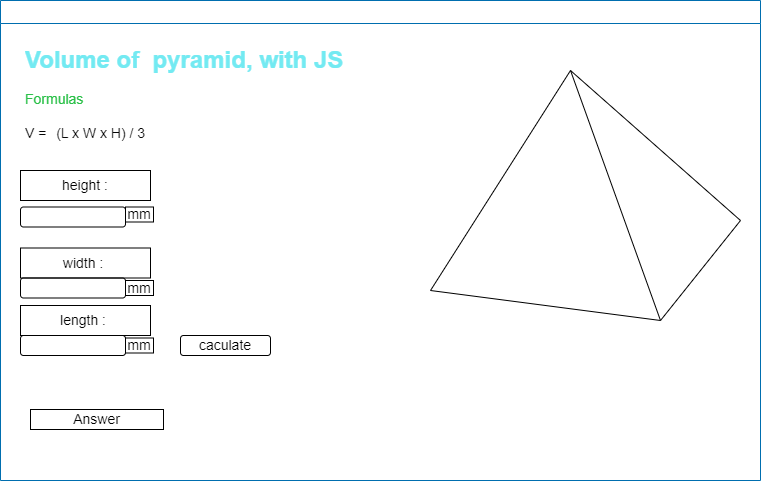 Volume of  pyramid, with JS
Formulas
V =  (L x W x H) / 3
height :
mm
width :
mm
length :
mm
caculate
Answer